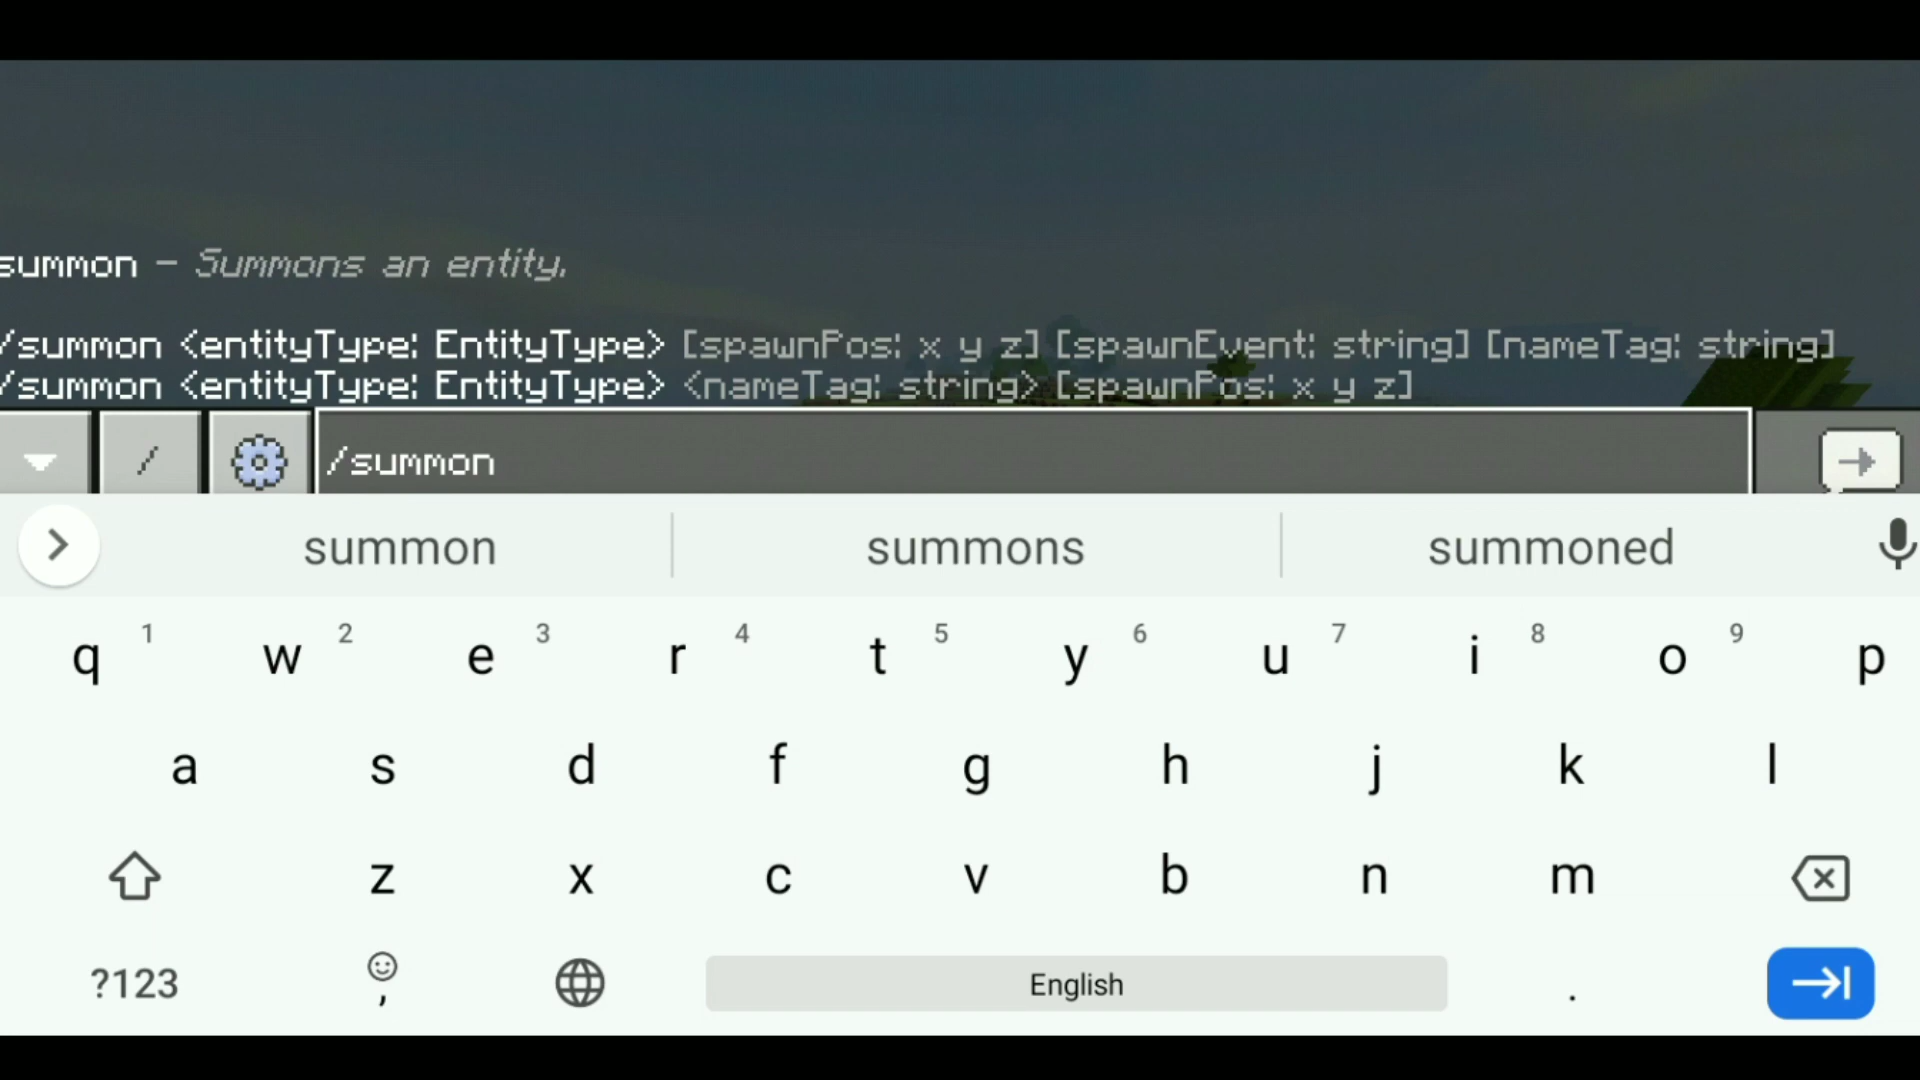 summon – Summons an entity.
/summon <entityType: EntityType> [spawnPos: x y z] [spawnEvent: string] [nameTag: string]
/summon <entityType: EntityType> <nameTag: string> [spawnPos: x y z]
/ /summon
summon summons summoned
q 1 w 2 e 3 r 4 t 5 y 6 u 7 i 8 o 9 p
a s d f g h j k l
z x c v b n m
?123 , English .